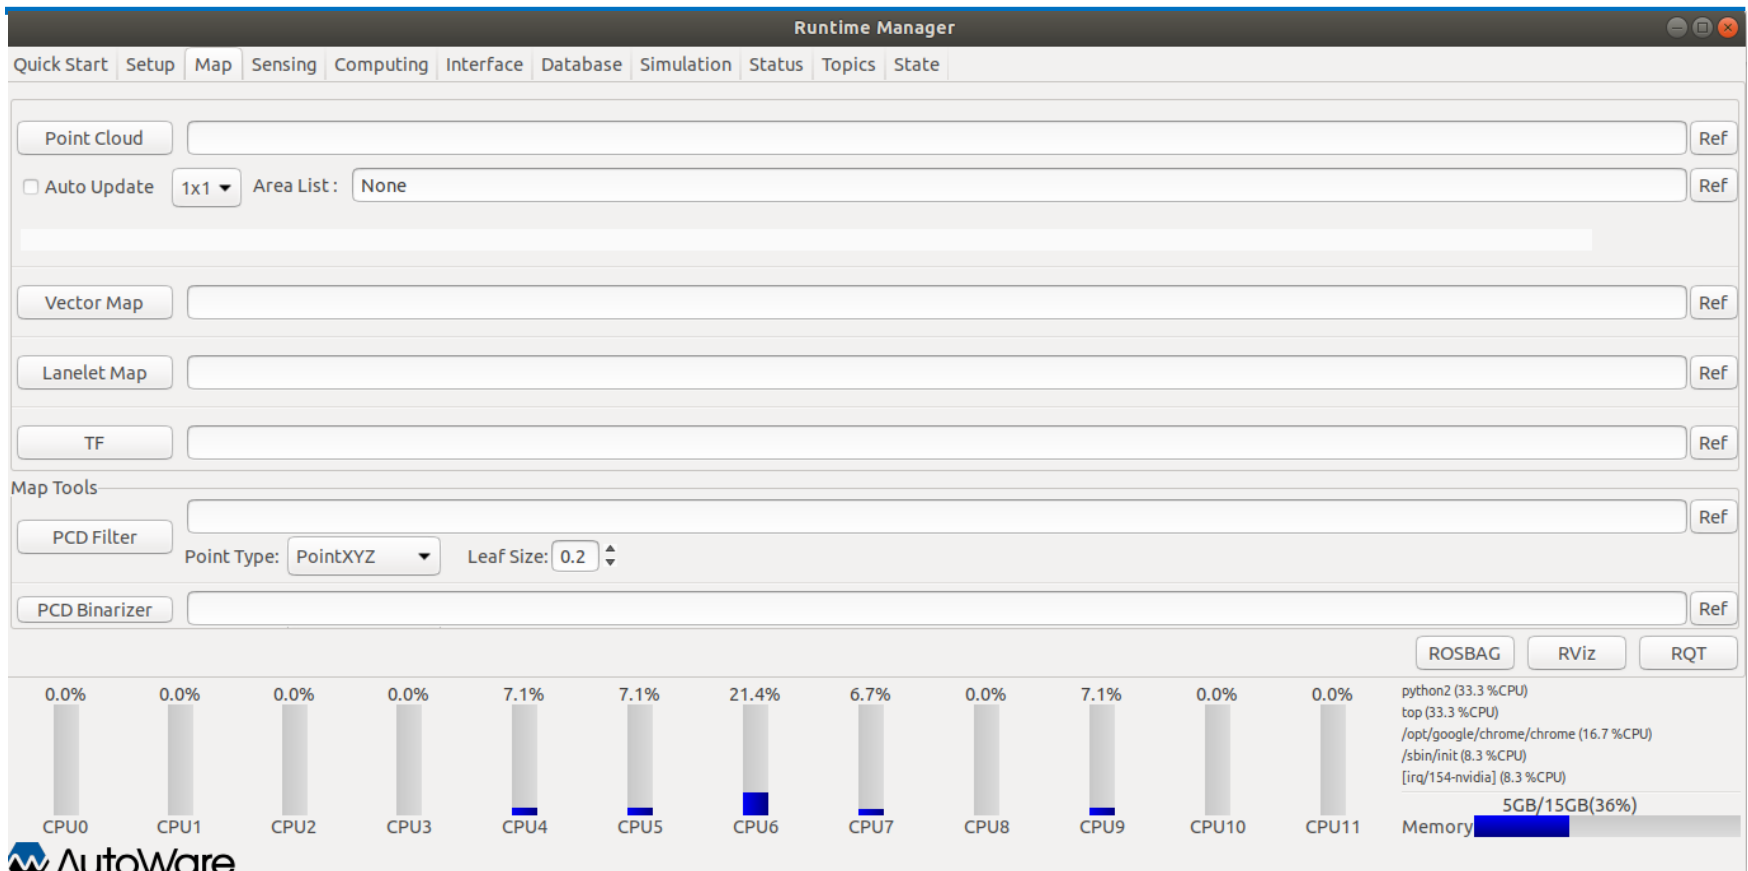 Runtime Manager
Quick Start Setup Map Sensing Computing Interface Database Simulation Status Topics State
Point Cloud Ref
Auto Update 1x1 Area List : None Ref
Vector Map Ref
Lanelet Map Ref
TF Ref
Map Tools
PCD Filter Ref
Point Type: PointXYZ Leaf Size: 0.2
PCD Binarizer Ref
ROSBAG RViz RQT
0.0% 0.0% 0.0% 0.0% 7.1% 7.1% 21.4% 6.7% 0.0% 7.1% 0.0% 0.0%
CPU0 CPU1 CPU2 CPU3 CPU4 CPU5 CPU6 CPU7 CPU8 CPU9 CPU10 CPU11
python2 (33.3 %CPU)
top (33.3 %CPU)
/opt/google/chrome/chrome (16.7 %CPU)
/sbin/init (8.3 %CPU)
[irq/154-nvidia] (8.3 %CPU)
5GB/15GB(36%)
Memory
AutoWare